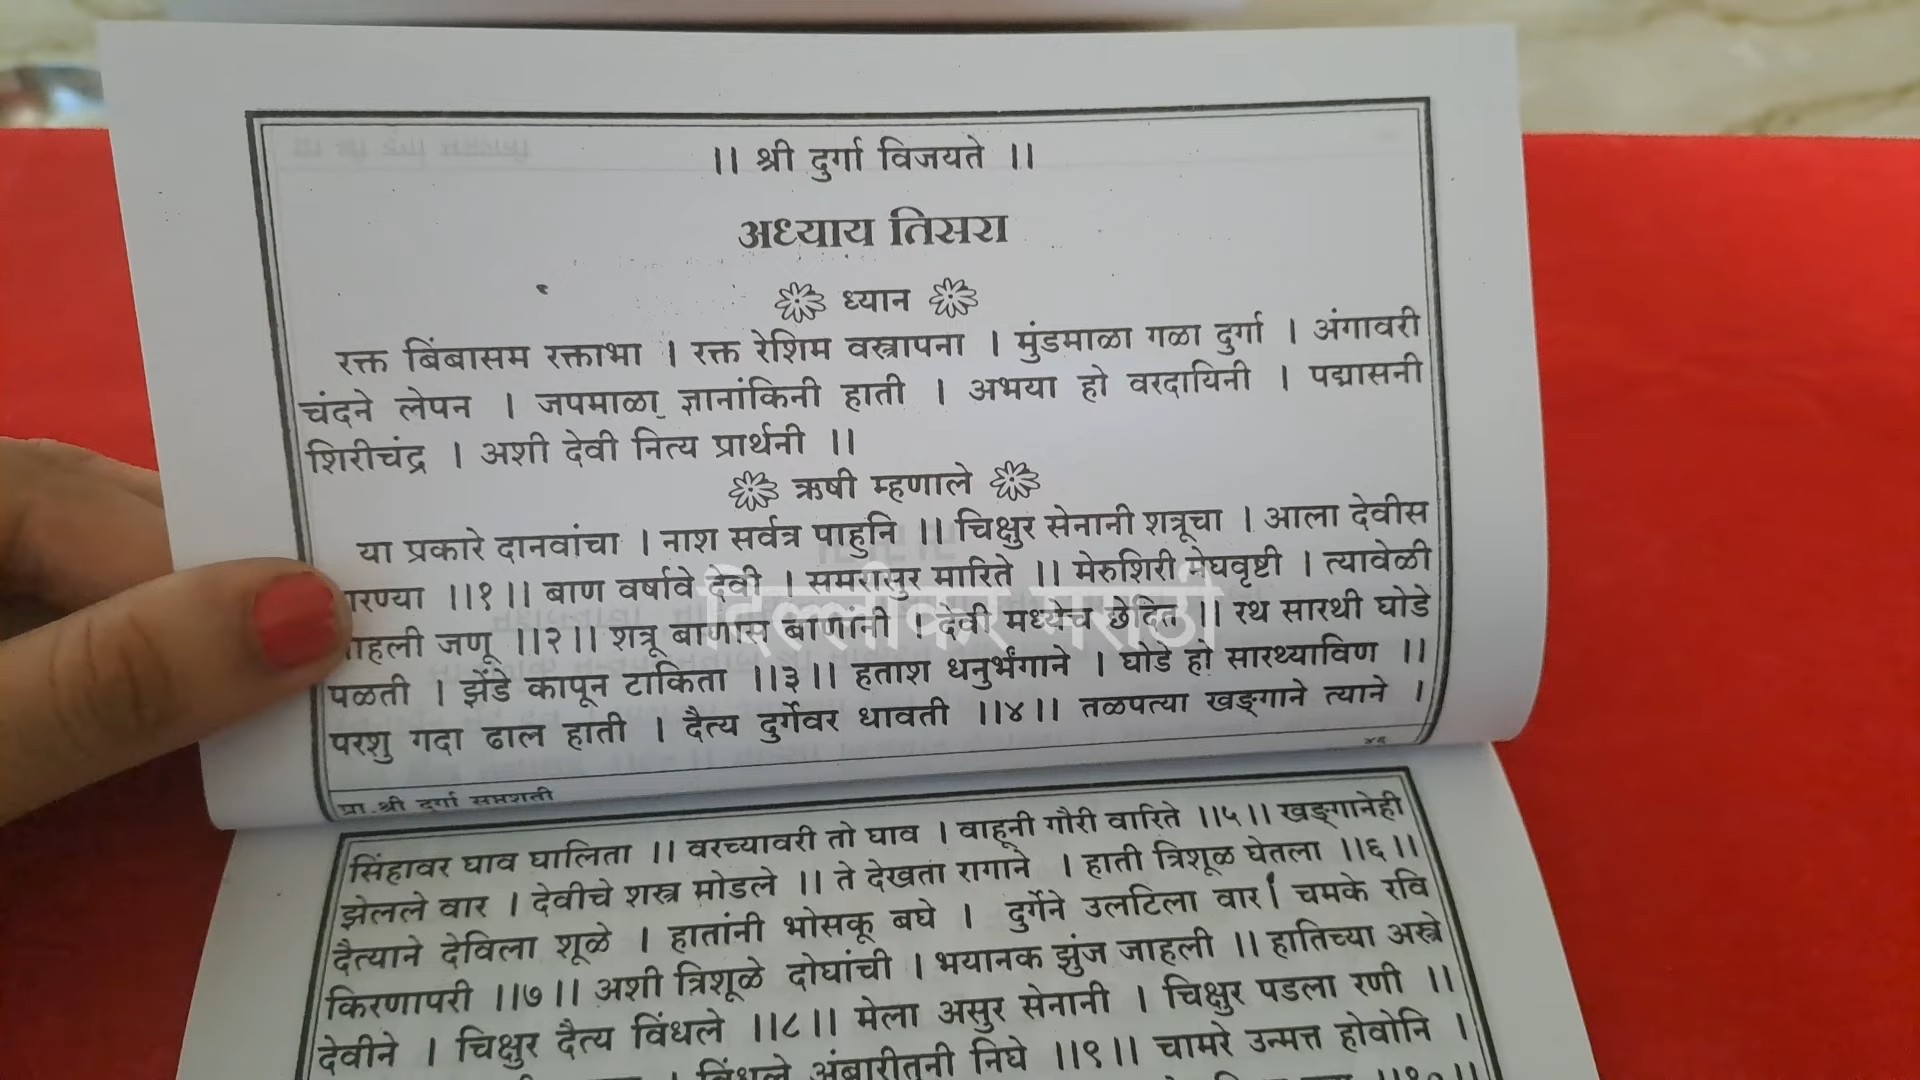 ।। श्री दुर्गा विजयते ।।
अध्याय तिसरा
ध्यान
रक्त बिंबासम रक्ताभा । रक्त रेशिम वस्त्रापना । मुंडमाळा गळा दुर्गा । अंगावरी
चंदने लेपन । जपमाळा ज्ञानांकिनी हाती । अभया हो वरदायिनी । पद्मासनी
शिरीचंद्र । अशी देवी नित्य प्रार्थनी ।।
ऋषी म्हणाले
या प्रकारे दानवांचा । नाश सर्वत्र पाहुनि ।। चिक्षुर सेनानी शत्रूचा । आला देवीस
।।१।। बाण वर्षावे देवी । समरासुर मारिते ।। मेरुशिरी मेघवृष्टी । त्यावेळी
जणू ।।२।। शत्रू बाणास बाणांनी । देवी मध्येच छेदित ।। रथ सारथी घोडे
पळती । झेंडे कापून टाकिता ।।३।। हताश धनुर्भंगाने । घोडे हो सारथ्याविण ।।
परशु गदा ढाल हाती । दैत्य दुर्गेवर धावती ।।४।। तळपत्या खड्गाने त्याने ।
प्रा.श्री दुर्गा सप्तशती
सिंहावर घाव घालिता ।। वरच्यावरी तो घाव । वाहूनी गौरी वारिते ।।५।। खड्गानेही
झेलले वार । देवीचे शस्त्र मोडले ।। ते देखता रागाने । हाती त्रिशूळ घेतला ।।६।।
दैत्याने देविला शूळे । हातांनी भोसकू बघे । दुर्गेने उलटिला वार। चमके रवि
किरणापरी ।।७।। अशी त्रिशूळे दोघांची । भयानक झुंज जाहली ।। हातिच्या अस्त्रे
देवीने । चिक्षुर दैत्य विंधले ।।८।। मेला असुर सेनानी । चिक्षुर पडला रणी ।।
। विंधले अंबारीतुनी निघे ।।९।। चामरे उन्मत्त होवोनि ।
दिल्लीकर मराठी